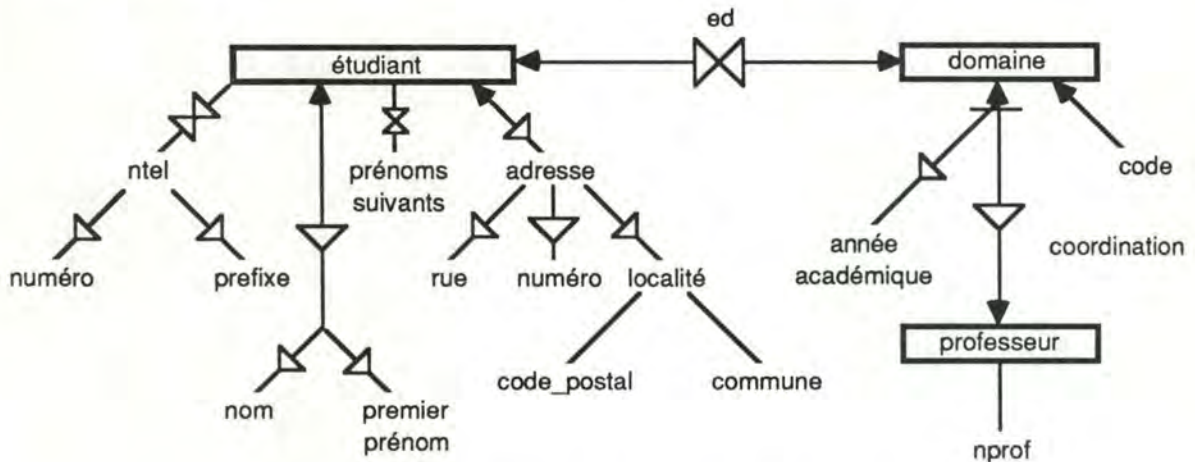 ed
étudiant
domaine
ntel
prénoms
suivants
adresse
code
numéro
prefixe
rue
numéro
localité
année
académique
coordination
professeur
code_postal
commune
nom
premier
prénom
nprof